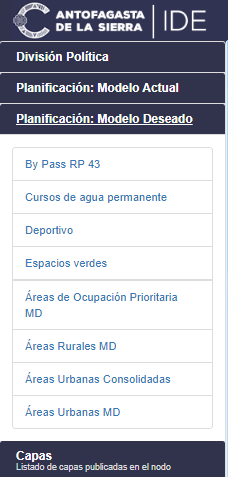 ANTOFAGASTA
DE LA SIERRA
IDE
División Política
Planificación: Modelo Actual
Planificación: Modelo Deseado
By Pass RP 43
Cursos de agua permanente
Deportivo
Espacios verdes
Áreas de Ocupación Prioritaria
MD
Áreas Rurales MD
Áreas Urbanas Consolidadas
Áreas Urbanas MD
Capas
Listado de capas publicadas en el nodo